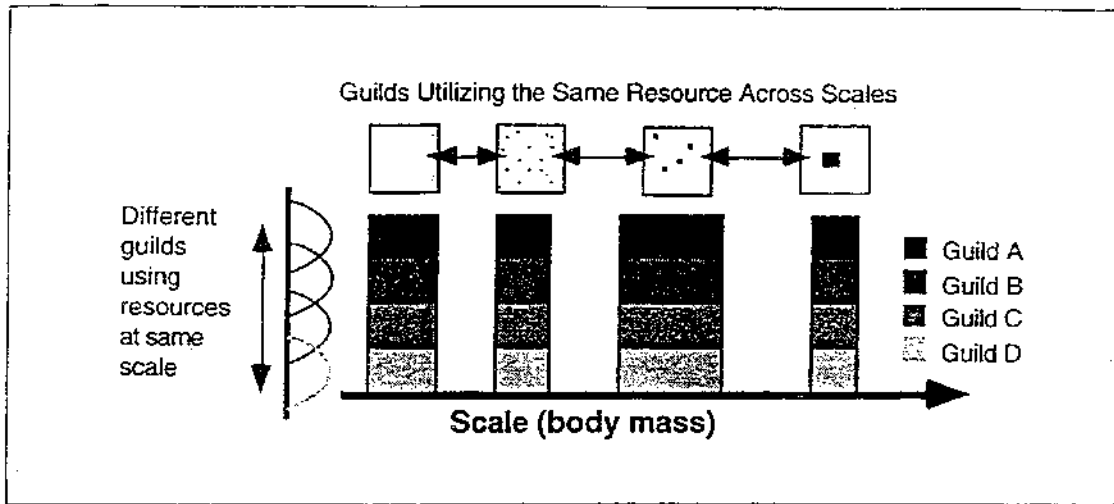 Guilds Utilizing the Same Resource Across Scales
Different
guilds
using
resources
at same
scale
Guild A
Guild B
Guild C
Guild D
Scale (body mass)